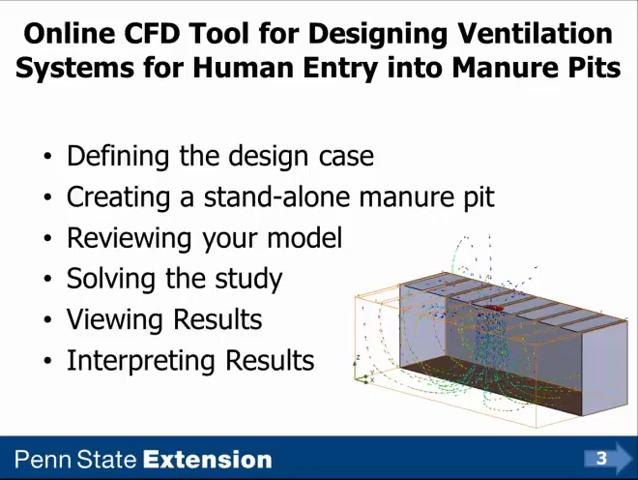 Online CFD Tool for Designing Ventilation
Systems for Human Entry into Manure Pits
• Defining the design case
• Creating a stand-alone manure pit
• Reviewing your model
• Solving the study
• Viewing Results
• Interpreting Results
z
x
Penn State Extension
3